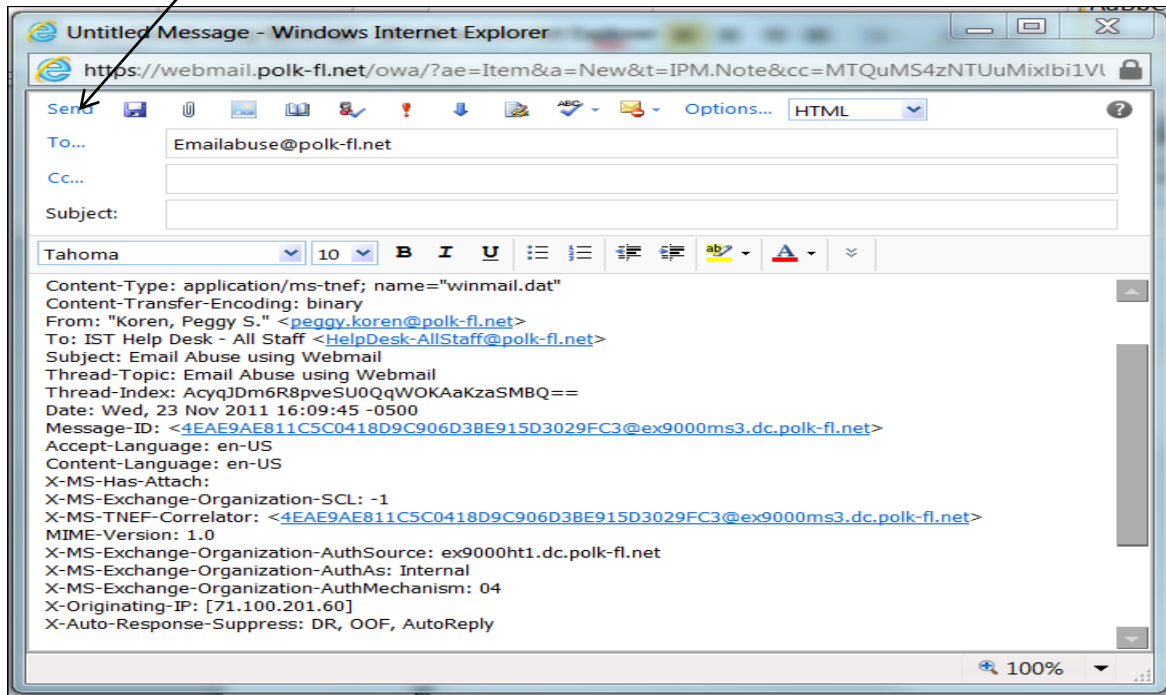 Untitled Message - Windows Internet Explorer
https://webmail.polk-fl.net/owa/?ae=Item&a=New&t=IPM.Note&cc=MTQuMS4zNTUuMixlbi1VU
Send ABC Options... HTML
To... Emailabuse@polk-fl.net
Cc...
Subject:
Tahoma 10 B I U ab A
Content-Type: application/ms-tnef; name="winmail.dat"
Content-Transfer-Encoding: binary
From: "Koren, Peggy S." <peggy.koren@polk-fl.net>
To: IST Help Desk - All Staff <HelpDesk-AllStaff@polk-fl.net>
Subject: Email Abuse using Webmail
Thread-Topic: Email Abuse using Webmail
Thread-Index: AcyqJDm6R8pveSU0QqWOKAaKzaSMBQ==
Date: Wed, 23 Nov 2011 16:09:45 -0500
Message-ID: <4EAE9AE811C5C0418D9C906D3BE915D3029FC3@ex9000ms3.dc.polk-fl.net>
Accept-Language: en-US
Content-Language: en-US
X-MS-Has-Attach:
X-MS-Exchange-Organization-SCL: -1
X-MS-TNEF-Correlator: <4EAE9AE811C5C0418D9C906D3BE915D3029FC3@ex9000ms3.dc.polk-fl.net>
MIME-Version: 1.0
X-MS-Exchange-Organization-AuthSource: ex9000ht1.dc.polk-fl.net
X-MS-Exchange-Organization-AuthAs: Internal
X-MS-Exchange-Organization-AuthMechanism: 04
X-Originating-IP: [71.100.201.60]
X-Auto-Response-Suppress: DR, OOF, AutoReply
100%